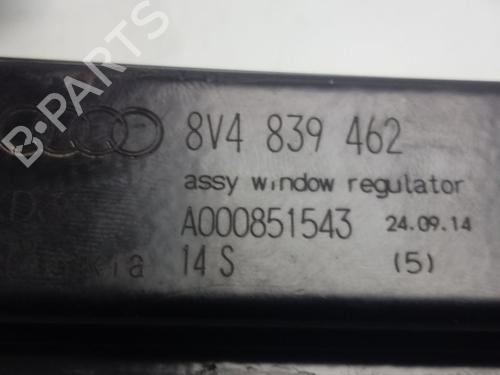 B-PARTS
8V4 839 462
assy window regulator
A000851543 24.09.14
14 S (5)